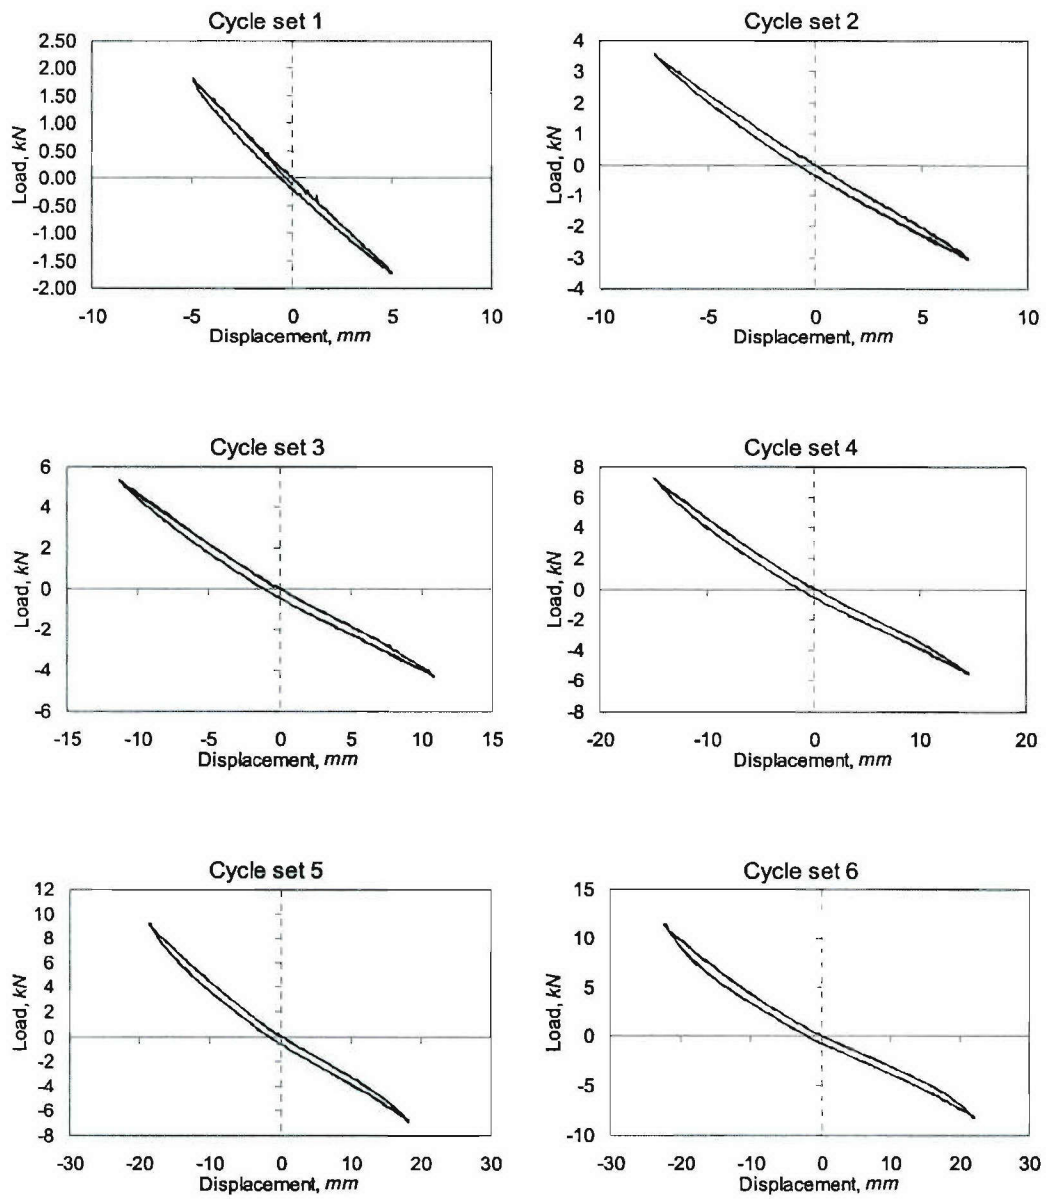 Cycle set 1
2.50
2.00
1.50
1.00
0.50
0.00
-0.50
-1.00
-1.50
-2.00
Load, kN
-10 -5 0 5 10
Displacement, mm
Cycle set 2
4
3
2
1
0
-1
-2
-3
-4
Load, kN
-10 -5 0 5 10
Displacement, mm
Cycle set 3
6
4
2
0
-2
-4
-6
Load, kN
-15 -10 -5 0 5 10 15
Displacement, mm
Cycle set 4
8
6
4
2
0
-2
-4
-6
-8
Load, kN
-20 -10 0 10 20
Displacement, mm
Cycle set 5
12
10
8
6
4
2
0
-2
-4
-6
-8
Load, kN
-30 -20 -10 0 10 20 30
Displacement, mm
Cycle set 6
15
10
5
0
-5
-10
Load, kN
-30 -20 -10 0 10 20 30
Displacement, mm